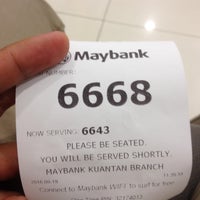 Maybank
NUMBER:
6668
NOW SERVING: 6643
PLEASE BE SEATED.
YOU WILL BE SERVED SHORTLY.
MAYBANK KUANTAN BRANCH
Connect to Maybank WIFI to surf for free